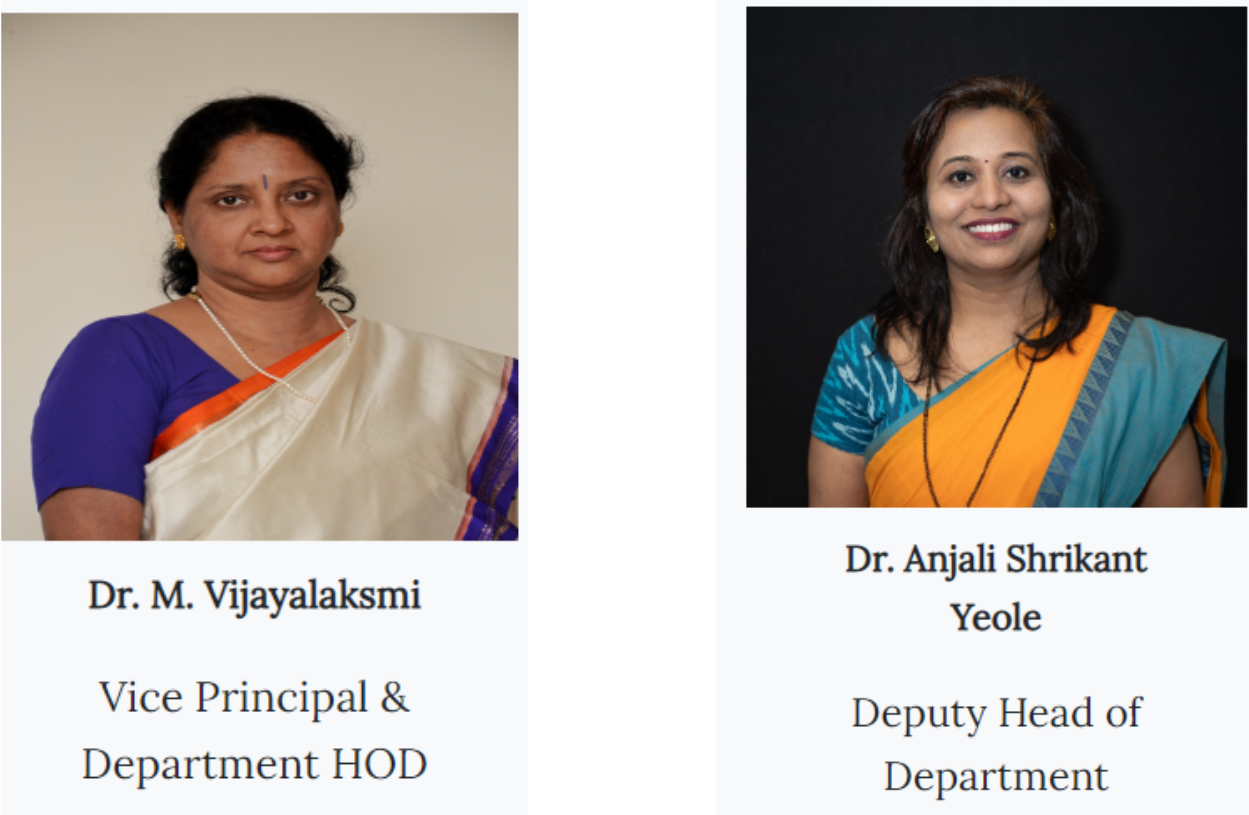 Dr. M. Vijayalaksmi
Vice Principal &
Department HOD
Dr. Anjali Shrikant
Yeole
Deputy Head of
Department